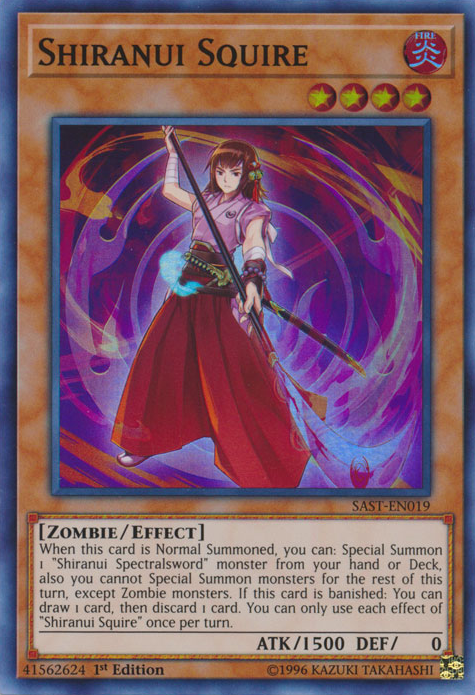 SHIRANUI SQUIRE
FIRE
炎
SAST-EN019
[ZOMBIE/EFFECT]
When this card is Normal Summoned, you can: Special Summon
1 "Shiranui Spectralsword" monster from your hand or Deck,
also you cannot Special Summon monsters for the rest of this
turn, except Zombie monsters. If this card is banished: You can
draw 1 card, then discard 1 card. You can only use each effect of
"Shiranui Squire" once per turn.
ATK/1500 DEF/ 0
41562624 1st Edition ©1996 KAZUKI TAKAHASHI